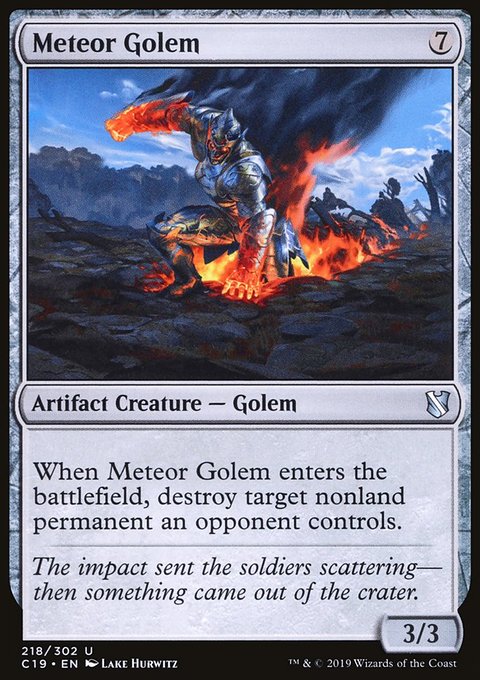 Meteor Golem 7
Artifact Creature — Golem
When Meteor Golem enters the
battlefield, destroy target nonland
permanent an opponent controls.
The impact sent the soldiers scattering—
then something came out of the crater.
3/3
218/302 U
C19 • EN Lake Hurwitz
™ & © 2019 Wizards of the Coast